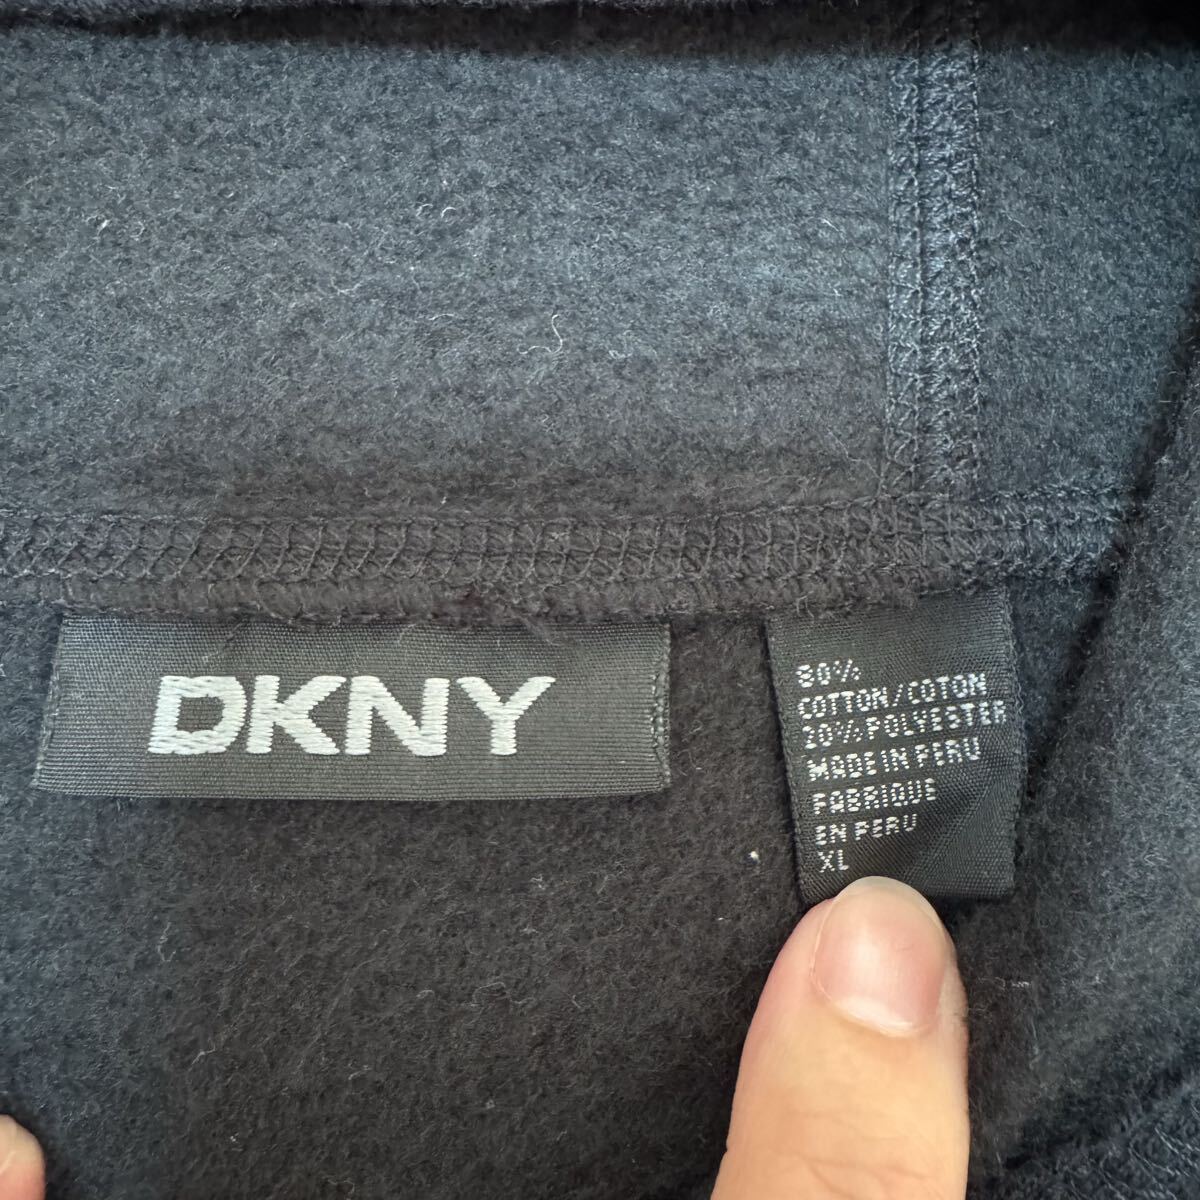 DKNY
80%
COTTON/COTON
20% POLYESTER
MADE IN PERU
FABRIQUE
EN PERU
XL